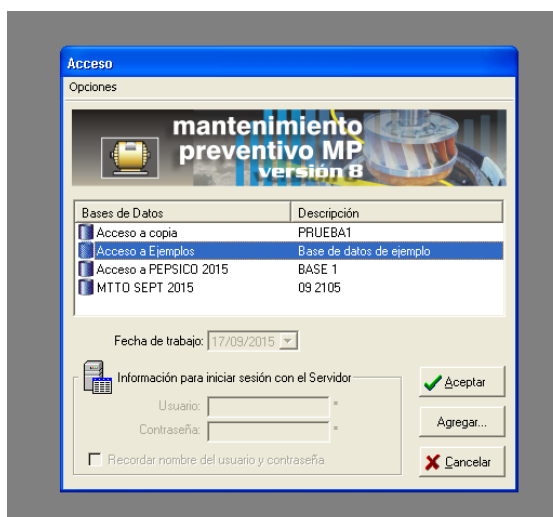 Acceso
Opciones
mantenimiento
preventivo MP
versión 8
Bases de Datos Descripción
Acceso a copia PRUEBA1
Acceso a Ejemplos Base de datos de ejemplo
Acceso a PEPSICO 2015 BASE 1
MTTO SEPT 2015 09 2105
Fecha de trabajo: 17/09/2015
Información para iniciar sesión con el Servidor
Usuario: *
Contraseña: *
Recordar nombre del usuario y contraseña
Aceptar
Agregar...
Cancelar